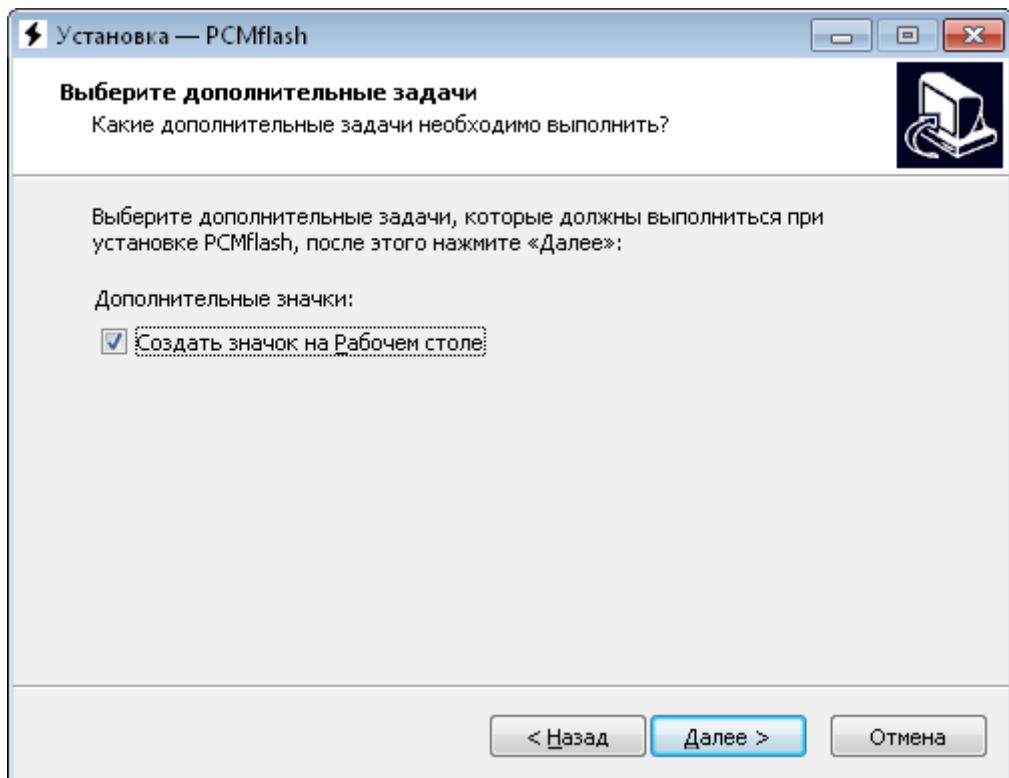 Установка — PCMflash
Выберите дополнительные задачи
Какие дополнительные задачи необходимо выполнить?
Выберите дополнительные задачи, которые должны выполниться при
установке PCMflash, после этого нажмите «Далее»:
Дополнительные значки:
Создать значок на Рабочем столе
< Назад
Далее >
Отмена